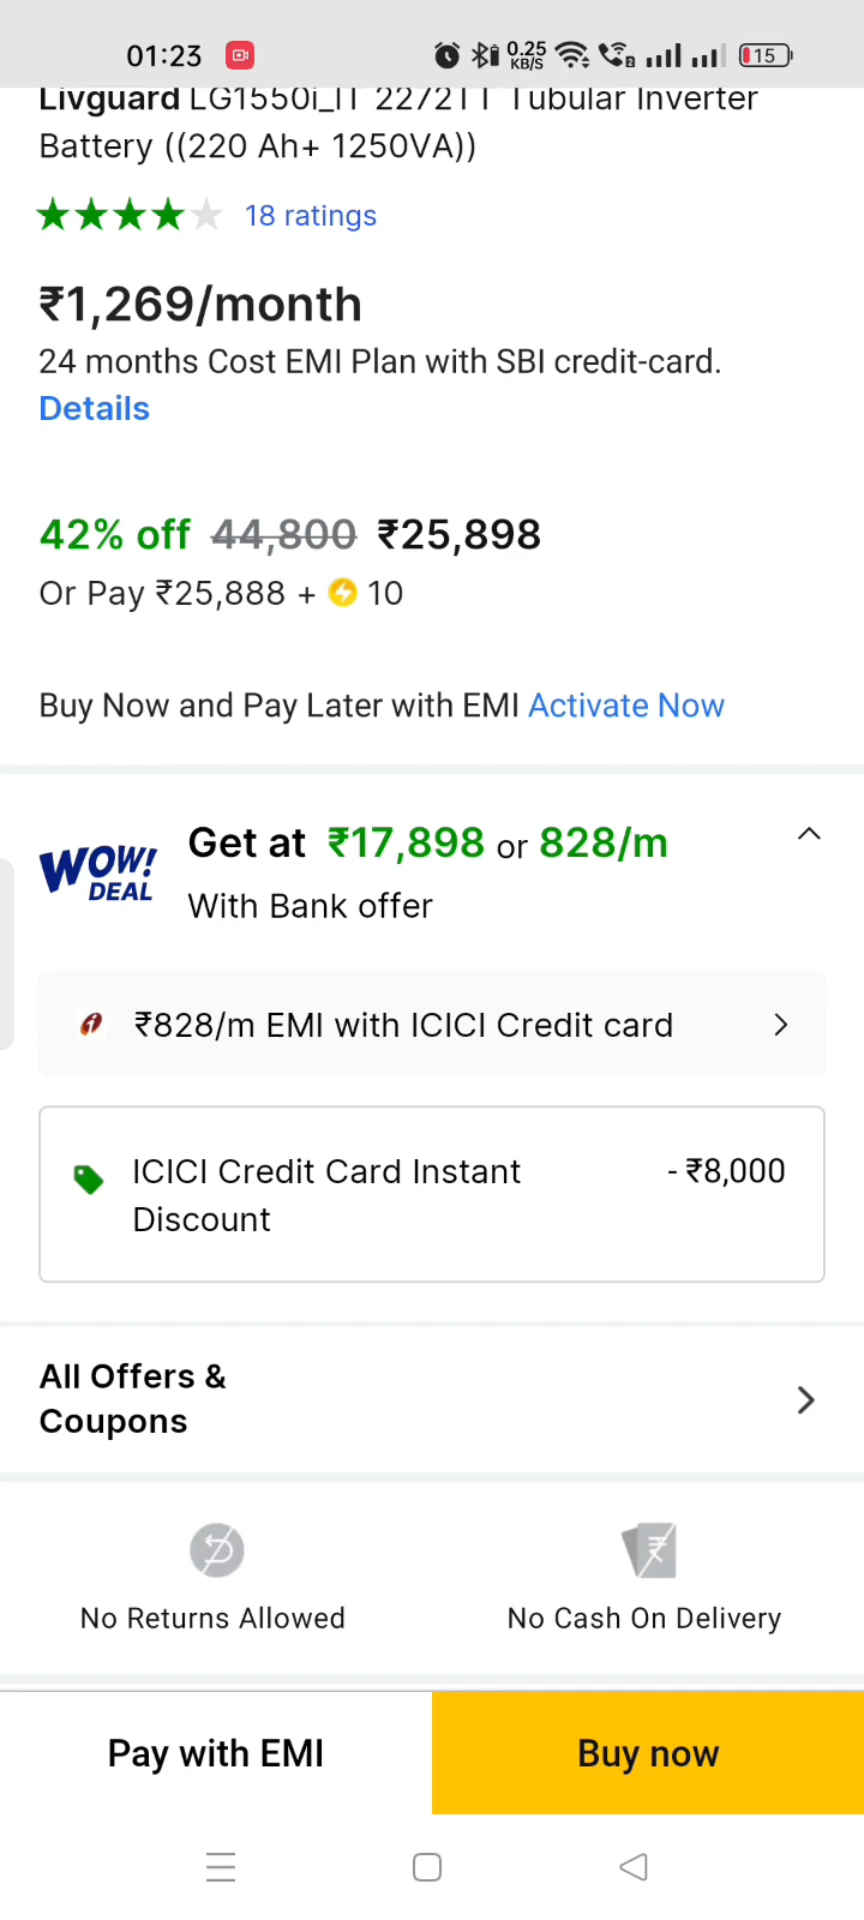 01:23
0.25
KB/S
15
Livguard LG1550i_IT 2272TT Tubular Inverter
Battery ((220 Ah+ 1250VA))
18 ratings
₹1,269/month
24 months Cost EMI Plan with SBI credit-card.
Details
42% off 44,800 ₹25,898
Or Pay ₹25,888 + 10
Buy Now and Pay Later with EMI Activate Now
WOW!
DEAL
Get at ₹17,898 or 828/m
With Bank offer
₹828/m EMI with ICICI Credit card
ICICI Credit Card Instant - ₹8,000
Discount
All Offers &
Coupons
No Returns Allowed
No Cash On Delivery
Pay with EMI
Buy now